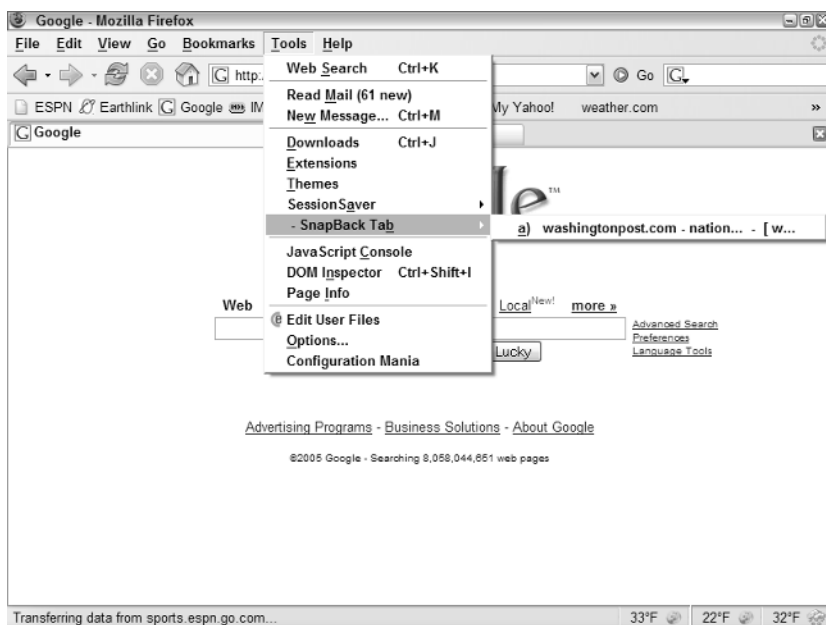 Google - Mozilla Firefox
File Edit View Go Bookmarks Tools Help
G http: Go G
ESPN Earthlink G Google IM My Yahoo! weather.com »
G Google
Web Search Ctrl+K
Read Mail (61 new)
New Message... Ctrl+M
Downloads Ctrl+J
Extensions
Themes
SessionSaver
- SnapBack Tab
a) washingtonpost.com - nation... - [ w...
JavaScript Console
DOM Inspector Ctrl+Shift+I
Page Info
Edit User Files
Options...
Configuration Mania
le™
Web Local New! more »
Advanced Search
Preferences
Language Tools
Lucky
Advertising Programs - Business Solutions - About Google
©2005 Google - Searching 8,058,044,651 web pages
Transferring data from sports.espn.go.com... 33°F 22°F 32°F